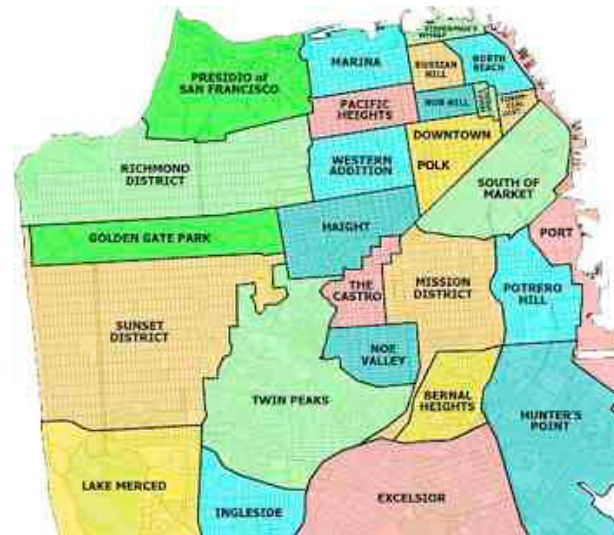 FISHERMAN'S
WHARF
MARINA
RUSSIAN
HILL
NORTH
BEACH
PRESIDIO of
SAN FRANCISCO
PACIFIC
HEIGHTS
NOB HILL
DOWNTOWN
POLK
WESTERN
ADDITION
RICHMOND
DISTRICT
SOUTH OF
MARKET
HAIGHT
GOLDEN GATE PARK
PORT
THE
CASTRO
MISSION
DISTRICT
POTRERO
HILL
SUNSET
DISTRICT
NOE
VALLEY
TWIN PEAKS
BERNAL
HEIGHTS
HUNTER'S
POINT
LAKE MERCED
INGLESIDE
EXCELSIOR